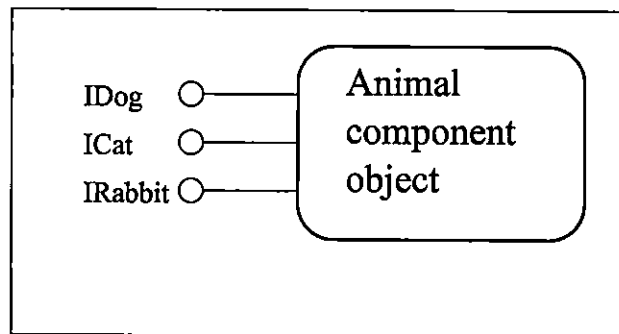 IDog
ICat
IRabbit
Animal
component
object